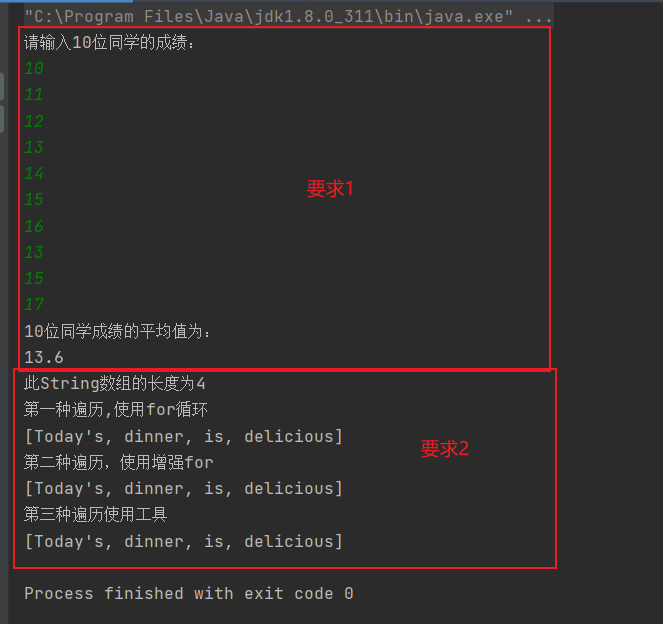 "C:\Program Files\Java\jdk1.8.0_311\bin\java.exe" ...
请输入10位同学的成绩：
10
11
12
13
14
要求1
15
16
13
15
17
10位同学成绩的平均值为：
13.6
此String数组的长度为4
第一种遍历,使用for循环
[Today's, dinner, is, delicious]
要求2
第二种遍历，使用增强for
[Today's, dinner, is, delicious]
第三种遍历使用工具
[Today's, dinner, is, delicious]
Process finished with exit code 0